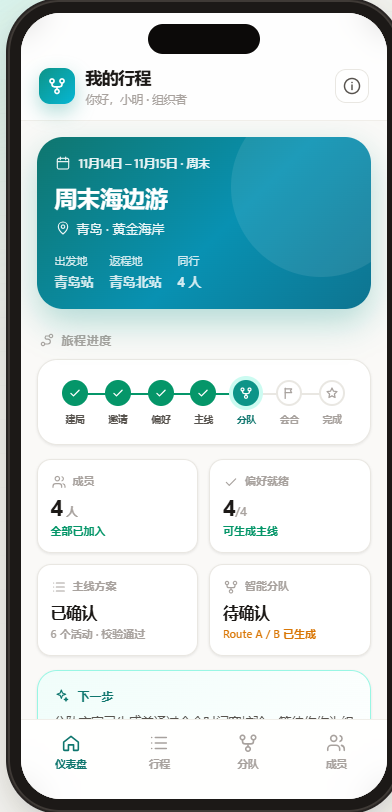 我的行程
你好，小明 · 组织者
11月14日 – 11月15日 · 周末
周末海边游
青岛 · 黄金海岸
出发地 返程地 同行
青岛站 青岛北站 4 人
旅程进度
建局 邀请 偏好 主线 分队 会合 完成
成员
4 人
全部已加入
偏好就绪
4/4
可生成主线
主线方案
已确认
6 个活动 · 校验通过
智能分队
待确认
Route A / B 已生成
下一步
仪表盘 行程 分队 成员